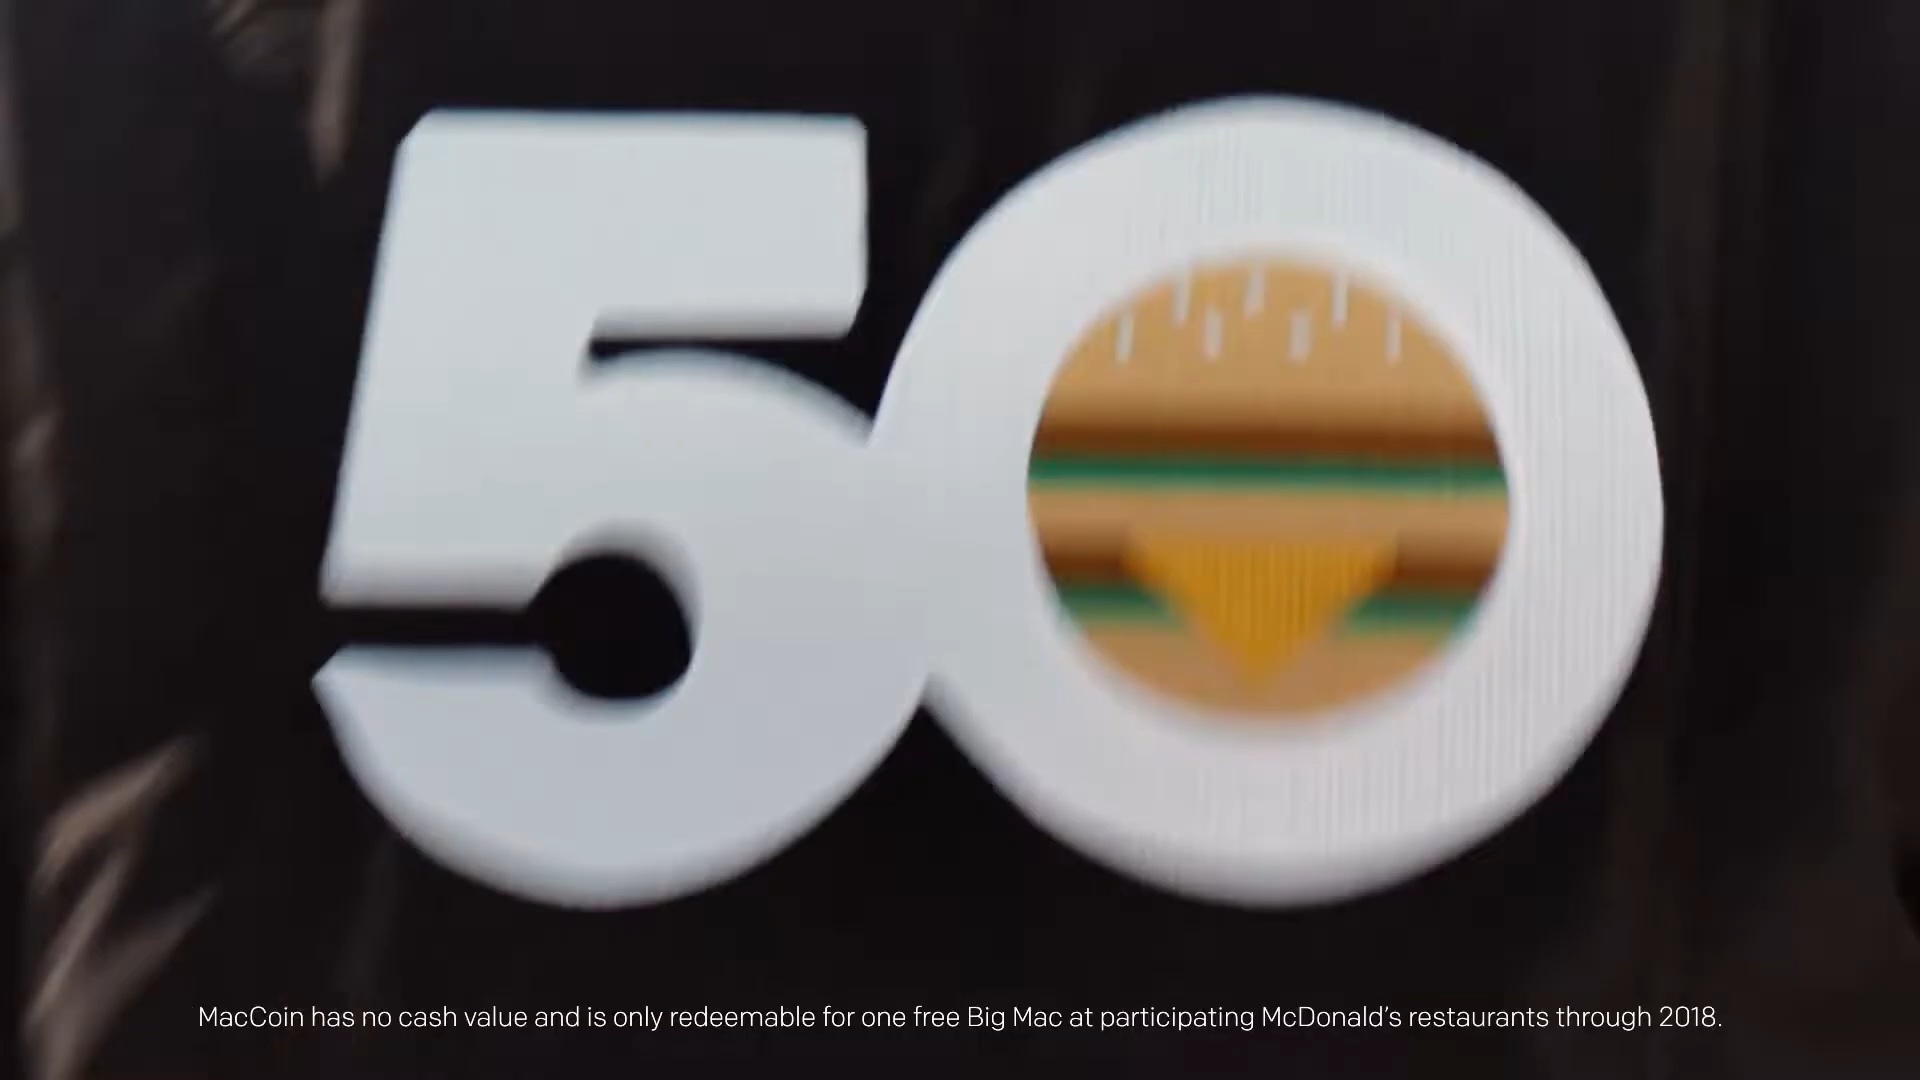 50
MacCoin has no cash value and is only redeemable for one free Big Mac at participating McDonald’s restaurants through 2018.